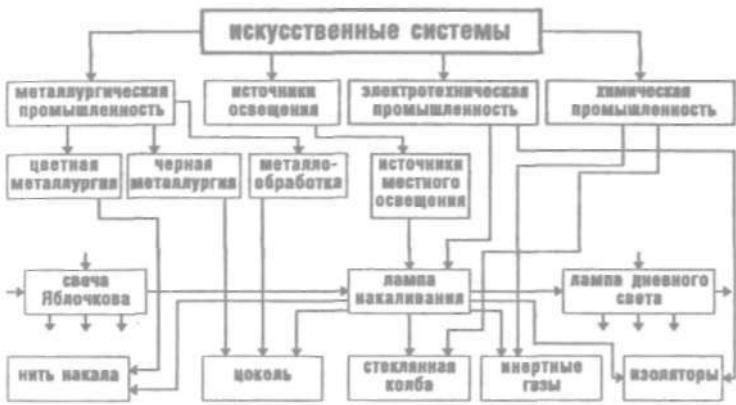 искусственные системы
металлургическая
промышленность
источники
освещения
электротехническая
промышленность
химическая
промышленность
цветная
металлургия
черная
металлургия
металло-
обработка
источники
местного
освещения
свеча
Яблочкова
лампа
накаливания
лампа дневного
света
нить накала
цоколь
стеклянная
колба
инертные
газы
изоляторы